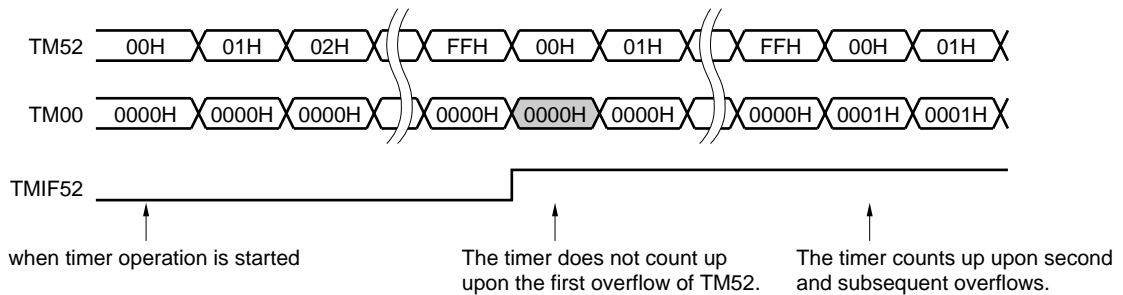 TM52 00H 01H 02H FFH 00H 01H FFH 00H 01H
TM00 0000H 0000H 0000H 0000H 0000H 0000H 0000H 0001H 0001H
TMIF52
when timer operation is started
The timer does not count up
upon the first overflow of TM52.
The timer counts up upon second
and subsequent overflows.